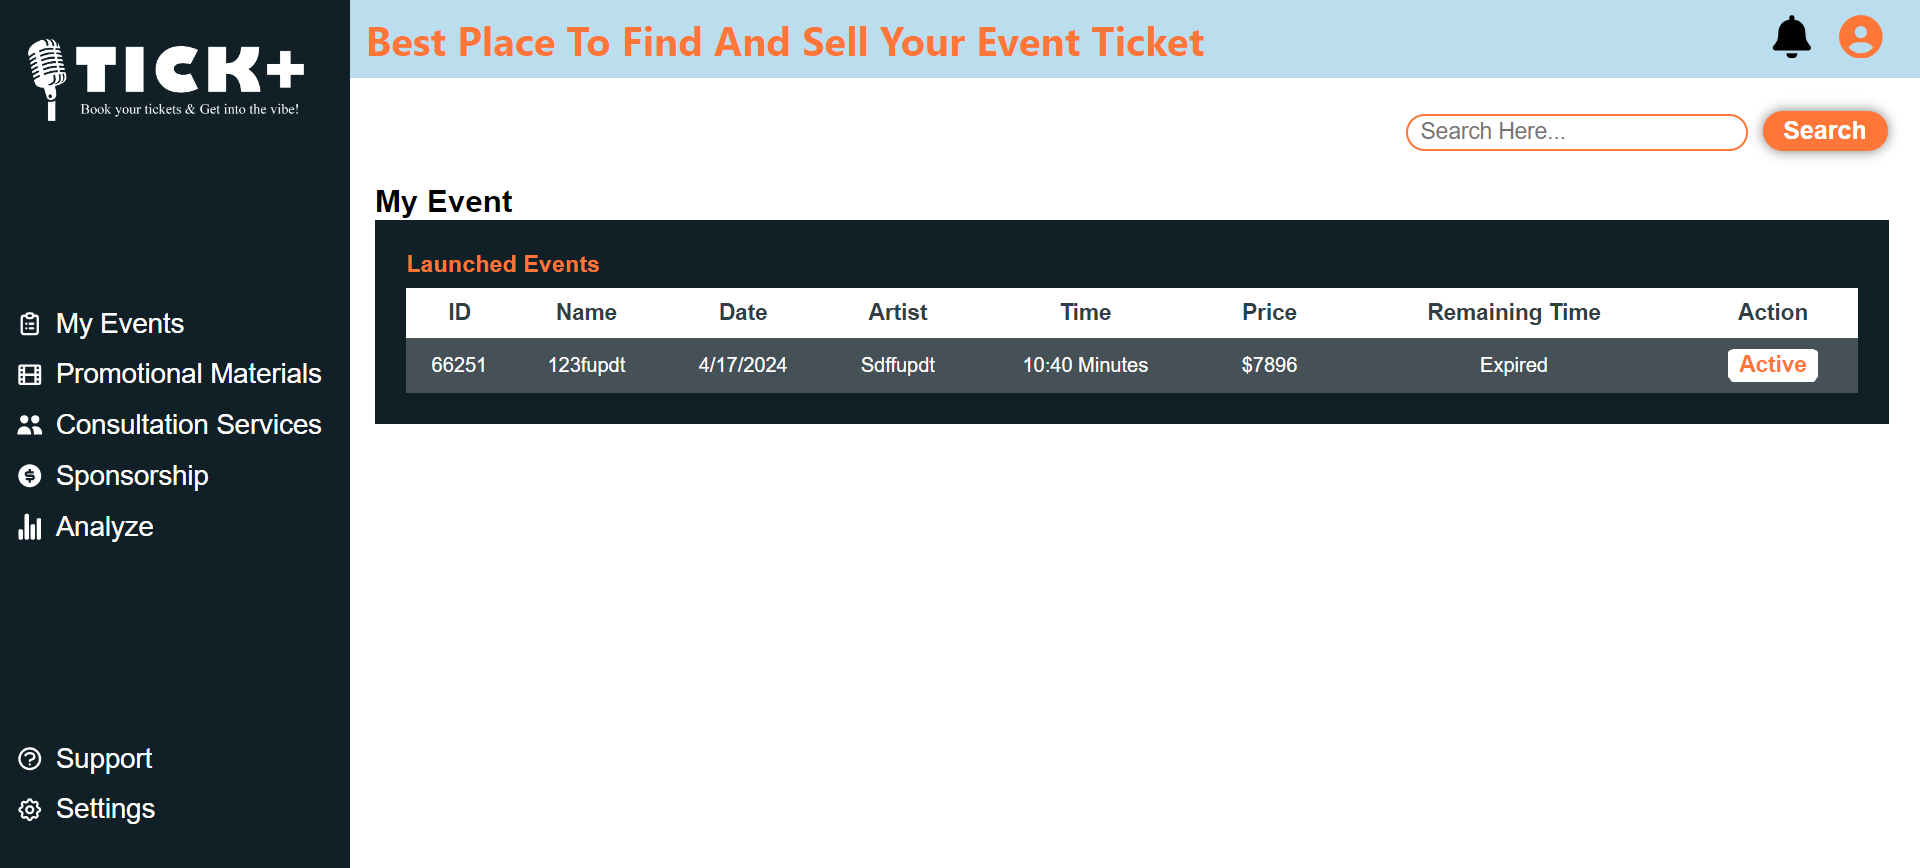 TICK+
Book your tickets & Get into the vibe!
Best Place To Find And Sell Your Event Ticket
Search Here... Search
My Events
Promotional Materials
Consultation Services
Sponsorship
Analyze
Support
Settings
My Event
Launched Events
ID Name Date Artist Time Price Remaining Time Action
66251 123fupdt 4/17/2024 Sdffupdt 10:40 Minutes $7896 Expired Active